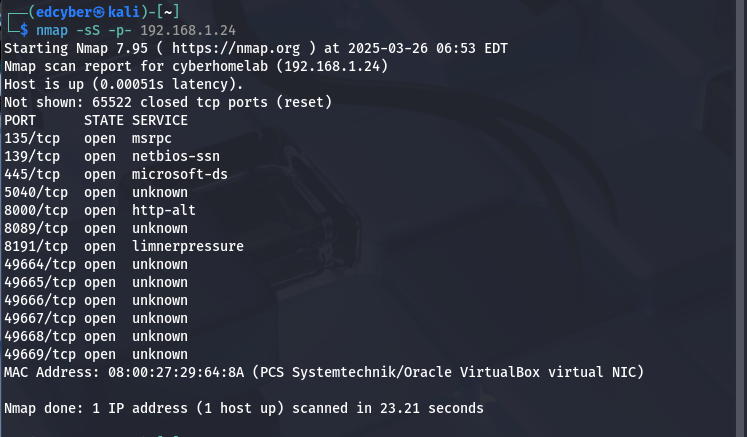 ┌──(edcyber㉿kali)-[~]
└─$ nmap -sS -p- 192.168.1.24
Starting Nmap 7.95 ( https://nmap.org ) at 2025-03-26 06:53 EDT
Nmap scan report for cyberhomelab (192.168.1.24)
Host is up (0.00051s latency).
Not shown: 65522 closed tcp ports (reset)
PORT      STATE SERVICE
135/tcp   open  msrpc
139/tcp   open  netbios-ssn
445/tcp   open  microsoft-ds
5040/tcp  open  unknown
8000/tcp  open  http-alt
8089/tcp  open  unknown
8191/tcp  open  limnerpressure
49664/tcp open  unknown
49665/tcp open  unknown
49666/tcp open  unknown
49667/tcp open  unknown
49668/tcp open  unknown
49669/tcp open  unknown
MAC Address: 08:00:27:29:64:8A (PCS Systemtechnik/Oracle VirtualBox virtual NIC)
Nmap done: 1 IP address (1 host up) scanned in 23.21 seconds